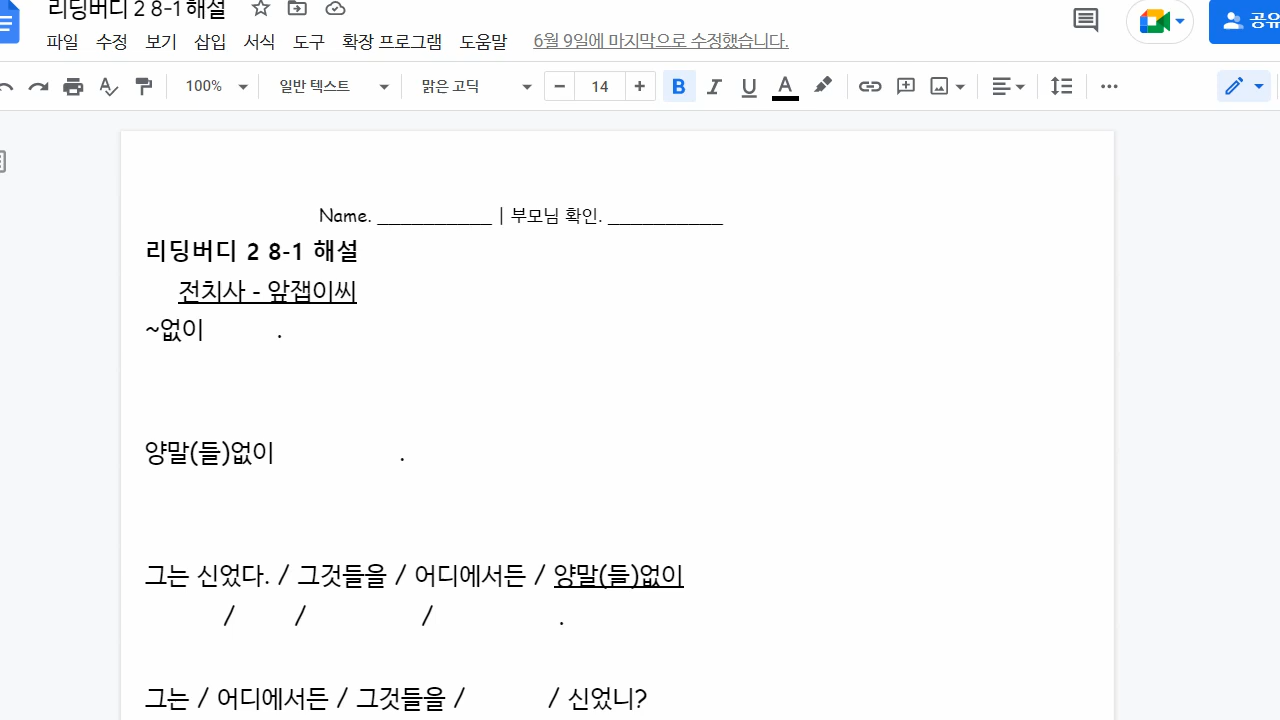 리딩버디 2 8-1 해설
파일 수정 보기 삽입 서식 도구 확장 프로그램 도움말 6월 9일에 마지막으로 수정했습니다.
공유
100% 일반 텍스트 맑은 고딕 − 14 + B I U A
Name. ____________ | 부모님 확인. ____________
리딩버디 2 8-1 해설
전치사 - 앞잽이씨
~없이 .
양말(들)없이 .
그는 신었다. / 그것들을 / 어디에서든 / 양말(들)없이
/ / / .
그는 / 어디에서든 / 그것들을 / / 신었니?